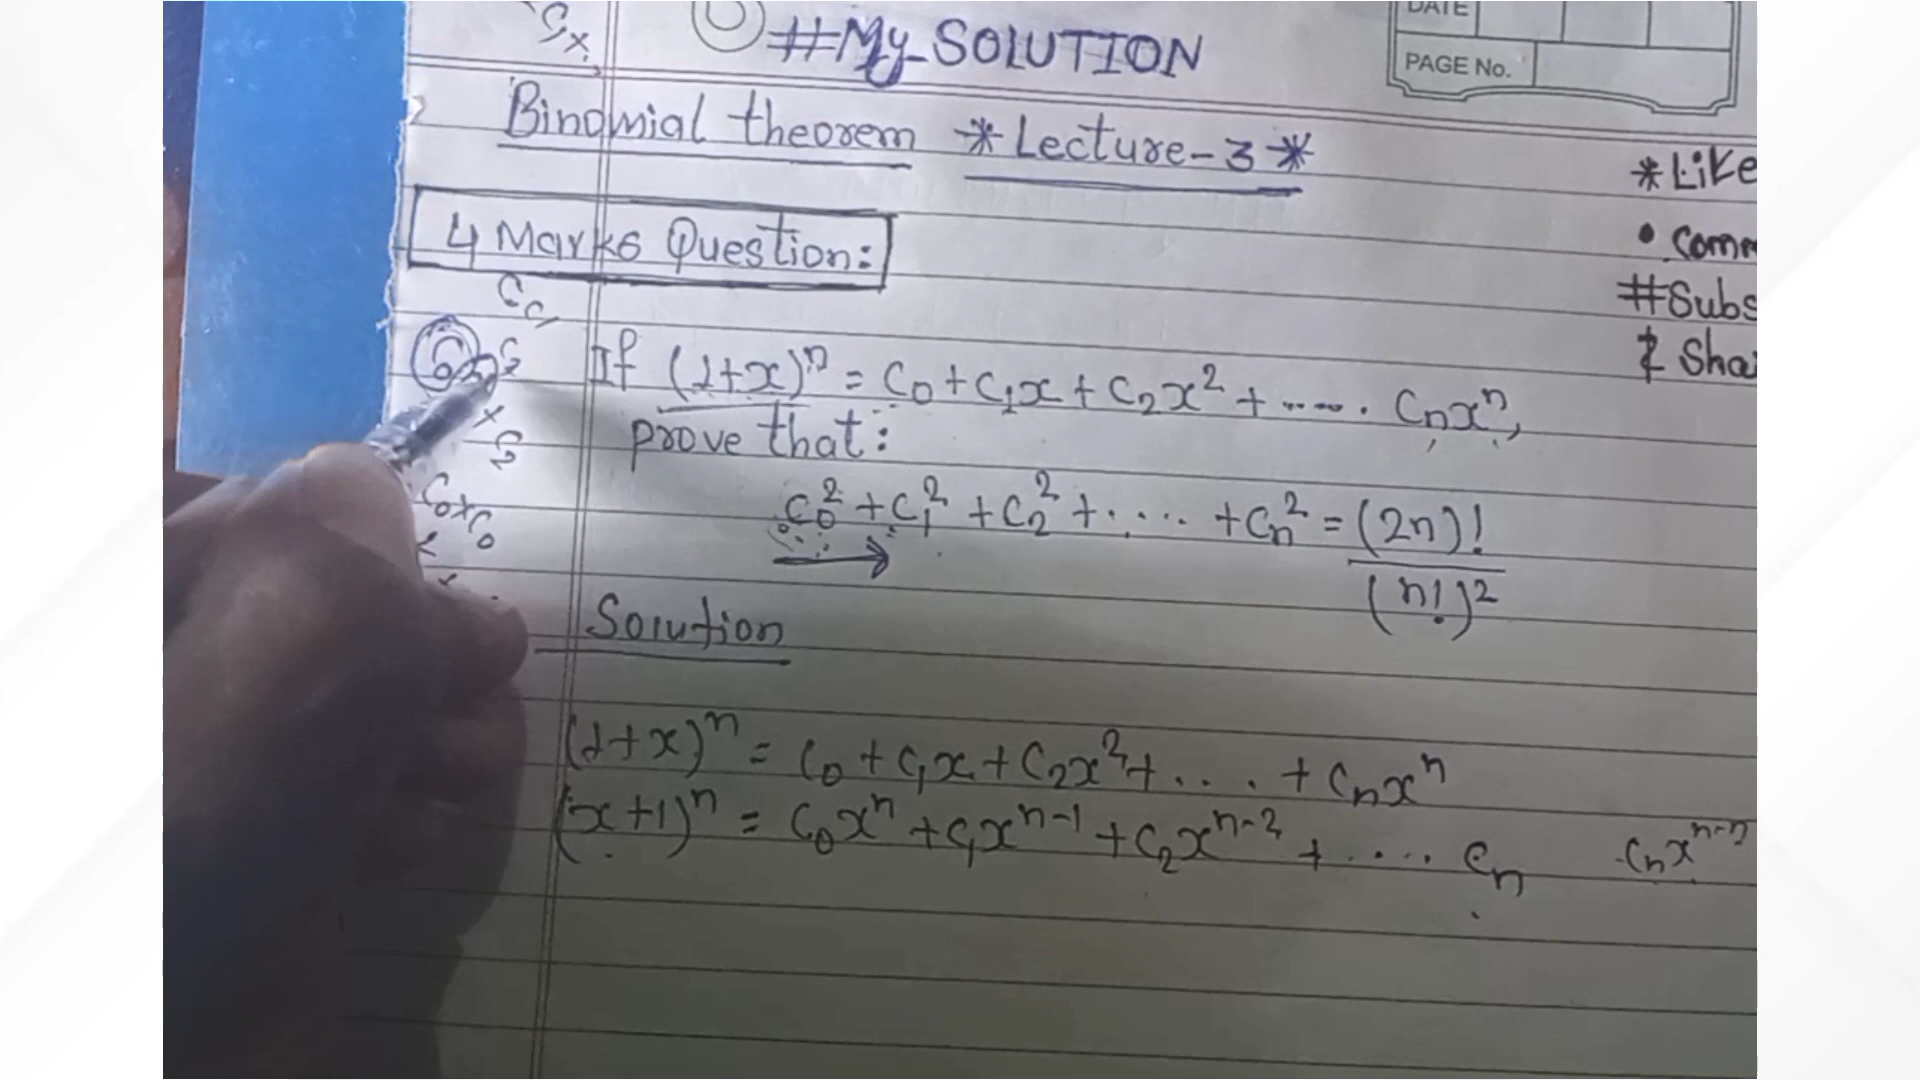 #My-SOLUTION
DATE
PAGE No.
Binomial theorem * Lecture-3 *
* Like
4 Marks Question:
• Comm
#Subs
& Sha
If (1+x)ⁿ = C₀ + C₁x + C₂x² + ..... Cₙxⁿ,
prove that:
C₀² + C₁² + C₂² + ..... + Cₙ² = (2n)!
(n!)²
C₀×C₀
Solution
(1+x)ⁿ = C₀ + C₁x + C₂x² + .... + Cₙxⁿ
(x+1)ⁿ = C₀xⁿ + C₁xⁿ⁻¹ + C₂xⁿ⁻² + ..... Cₙ Cₙxⁿ⁻ⁿ